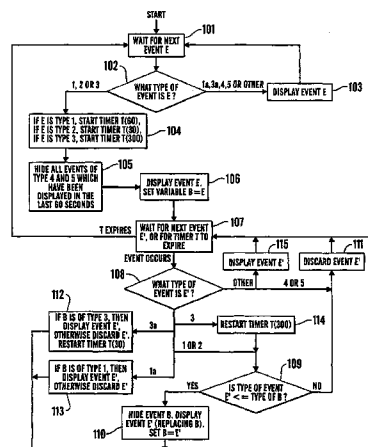 START
WAIT FOR NEXT
EVENT E
101
102
WHAT TYPE OF
EVENT IS E ?
1, 2 OR 3
1a,3a,4,5 OR OTHER
DISPLAY EVENT E
103
IF E IS TYPE 1, START TIMER T(60),
IF E IS TYPE 2, START TIMER T(30),
IF E IS TYPE 3, START TIMER T(300)
104
105
HIDE ALL EVENTS OF
TYPE 4 AND 5 WHICH
HAVE BEEN
DISPLAYED IN THE
LAST 60 SECONDS
DISPLAY EVENT E.
SET VARIABLE B=E
106
T EXPIRES
WAIT FOR NEXT EVENT
E', OR FOR TIMER T TO
EXPIRE
107
115
111
DISPLAY EVENT E'
DISCARD EVENT E'
EVENT OCCURS
108
WHAT TYPE OF
EVENT IS E'?
OTHER
4 OR 5
112
IF B IS OF TYPE 3, THEN
DISPLAY EVENT E',
OTHERWISE DISCARD E'.
RESTART TIMER T(30)
3a
3
RESTART TIMER T(300)
114
1 OR 2
1a
IF B IS OF TYPE 1, THEN
DISPLAY EVENT E',
OTHERWISE DISCARD E'
113
109
IS TYPE OF EVENT
E' <= TYPE OF B?
YES
NO
HIDE EVENT B. DISPLAY
EVENT E' (REPLACING B).
SET B=E'
110